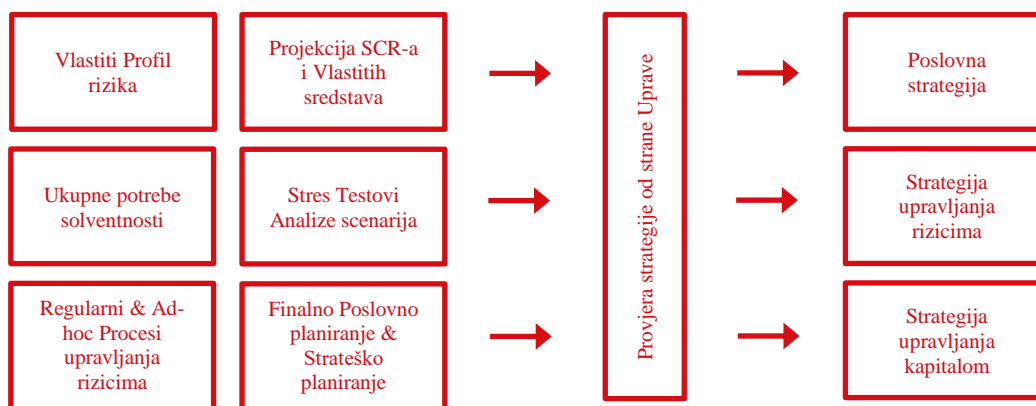 Vlastiti Profil
rizika
Projekcija SCR-a
i Vlastitih
sredstava
Poslovna
strategija
Ukupne potrebe
solventnosti
Stres Testovi
Analize scenarija
Provjera strategije od strane Uprave
Strategija
upravljanja
rizicima
Regularni & Ad-
hoc Procesi
upravljanja
rizicima
Finalno Poslovno
planiranje &
Strateško
planiranje
Strategija
upravljanja
kapitalom